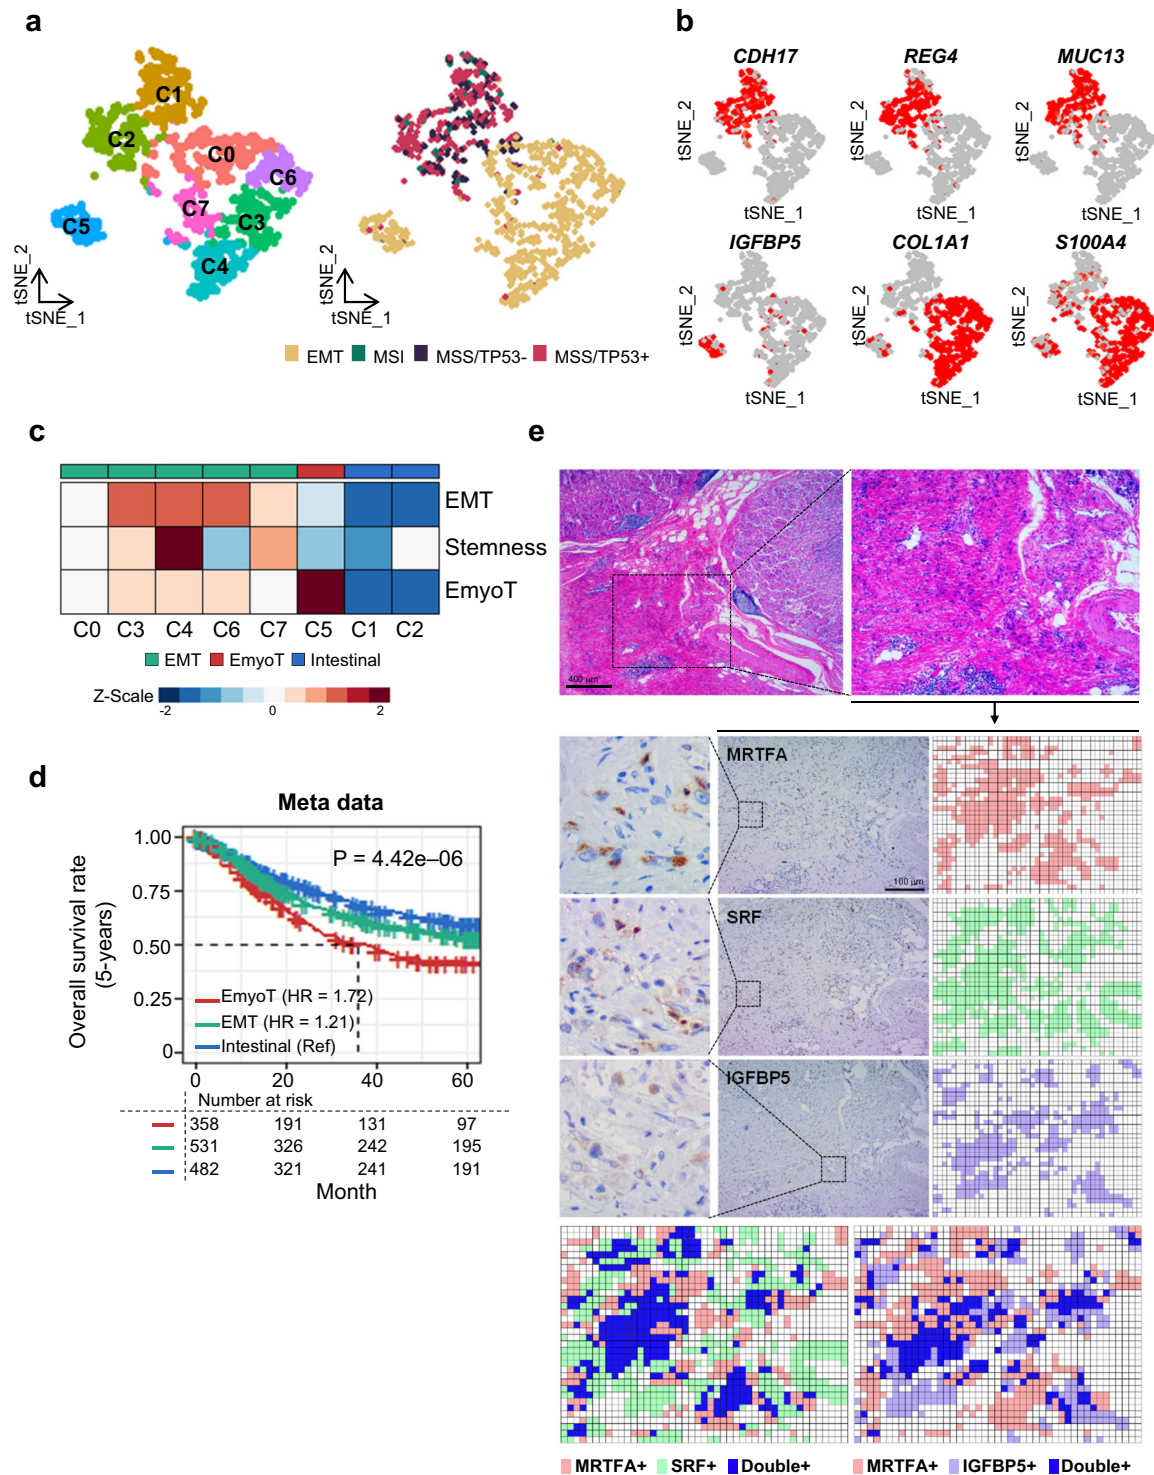 a
C1
C2
C0
C6
C7
C3
C5
C4
tSNE_2
tSNE_1
tSNE_2
tSNE_1
EMT MSI MSS/TP53- MSS/TP53+
b
CDH17 REG4 MUC13
tSNE_2 tSNE_2 tSNE_2
tSNE_1 tSNE_1 tSNE_1
IGFBP5 COL1A1 S100A4
tSNE_2 tSNE_2 tSNE_2
tSNE_1 tSNE_1 tSNE_1
c
EMT
Stemness
EmyoT
C0 C3 C4 C6 C7 C5 C1 C2
EMT EmyoT Intestinal
Z-Scale
-2 0 2
d
Meta data
Overall survival rate
(5-years)
1.00
0.75
0.50
0.25
0
P = 4.42e–06
EmyoT (HR = 1.72)
EMT (HR = 1.21)
Intestinal (Ref)
0 20 40 60
Number at risk
358 191 131 97
531 326 242 195
482 321 241 191
Month
e
400 µm
MRTFA
100 µm
SRF
IGFBP5
MRTFA+ SRF+ Double+
MRTFA+ IGFBP5+ Double+